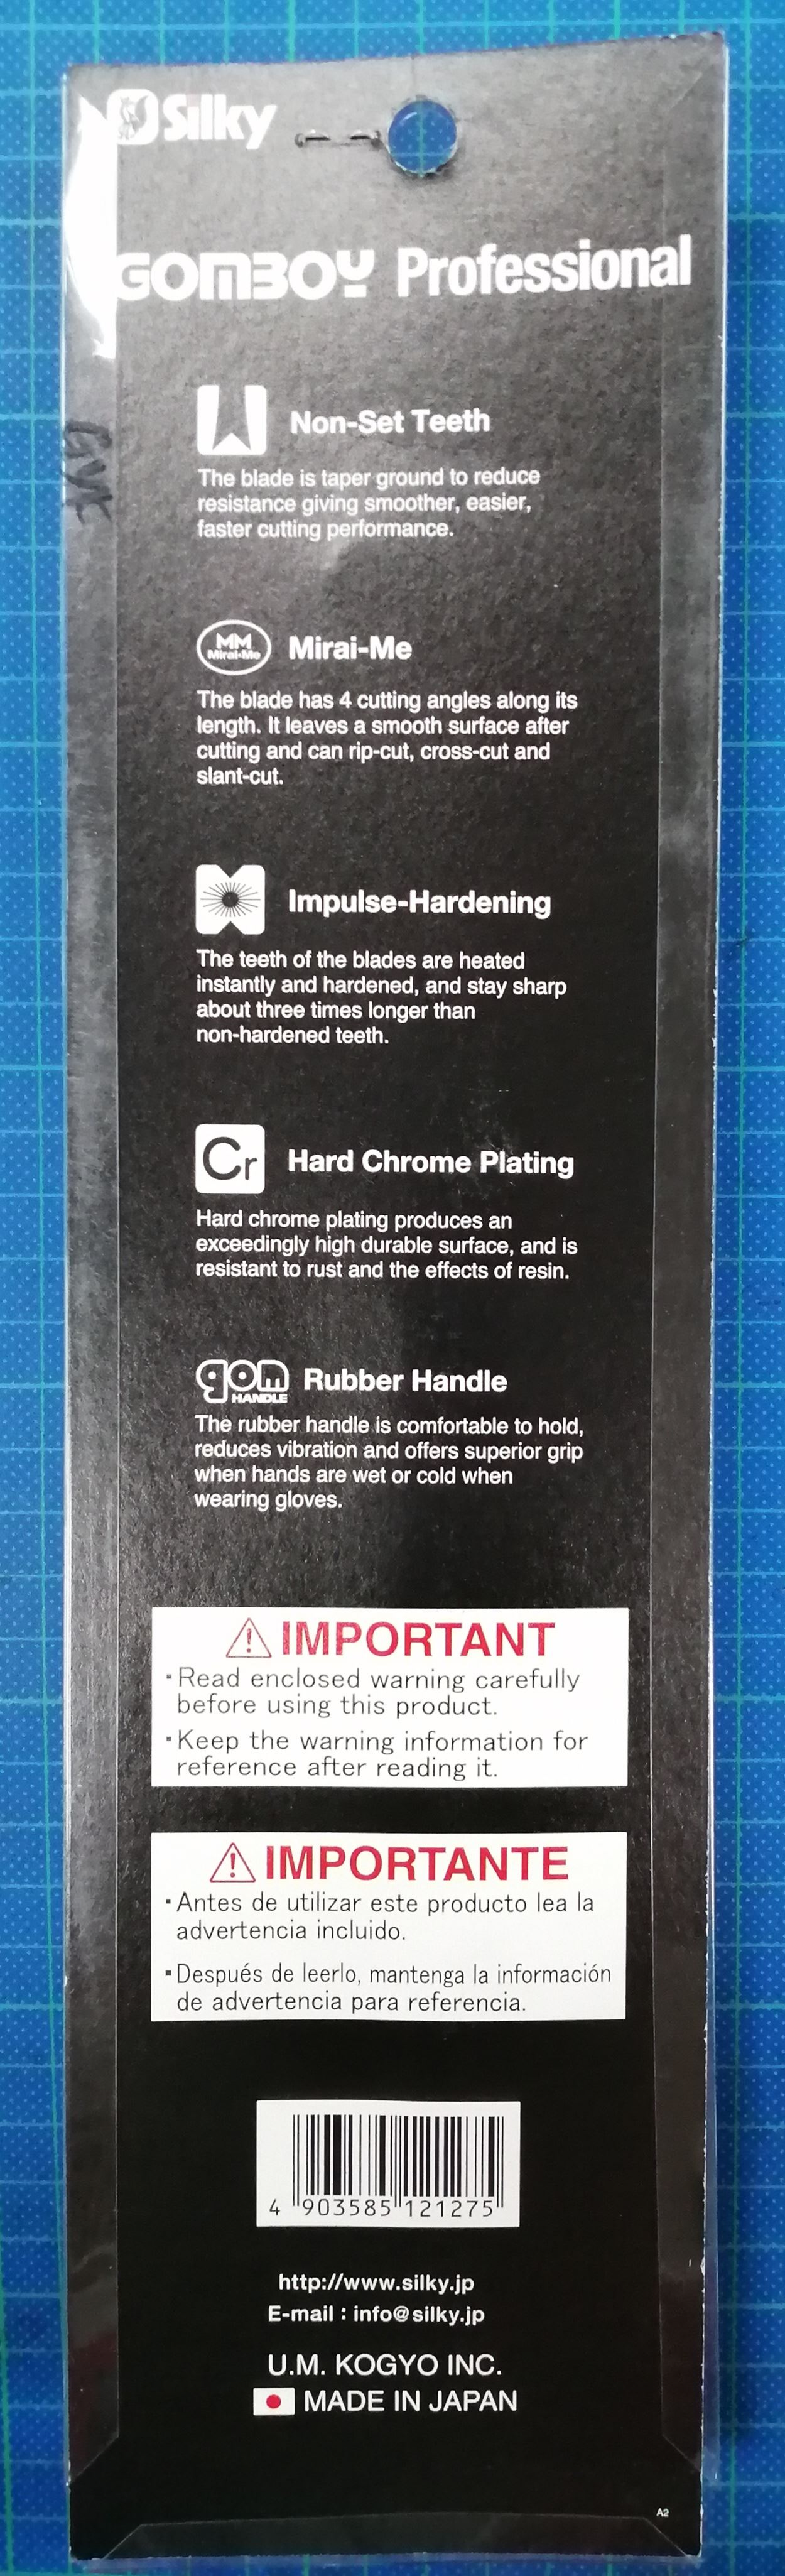 Silky
GOMBOY Professional
Non-Set Teeth
The blade is taper ground to reduce
resistance giving smoother, easier,
faster cutting performance.
MM
Mirai-Me
Mirai-Me
The blade has 4 cutting angles along its
length. It leaves a smooth surface after
cutting and can rip-cut, cross-cut and
slant-cut.
Impulse-Hardening
The teeth of the blades are heated
instantly and hardened, and stay sharp
about three times longer than
non-hardened teeth.
Cr Hard Chrome Plating
Hard chrome plating produces an
exceedingly high durable surface, and is
resistant to rust and the effects of resin.
gom HANDLE Rubber Handle
The rubber handle is comfortable to hold,
reduces vibration and offers superior grip
when hands are wet or cold when
wearing gloves.
IMPORTANT
・Read enclosed warning carefully
before using this product.
・Keep the warning information for
reference after reading it.
IMPORTANTE
・Antes de utilizar este producto lea la
advertencia incluido.
・Después de leerlo, mantenga la información
de advertencia para referencia.
4 903585 121275
http://www.silky.jp
E-mail : info@silky.jp
U.M. KOGYO INC.
MADE IN JAPAN
A2